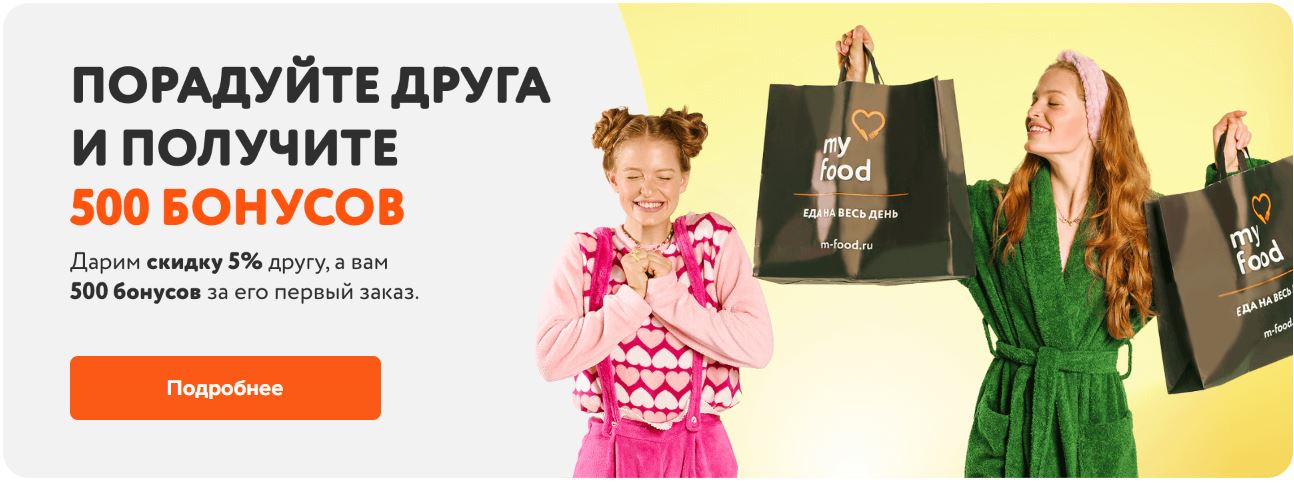 ПОРАДУЙТЕ ДРУГА
И ПОЛУЧИТЕ
500 БОНУСОВ
Дарим скидку 5% другу, а вам
500 бонусов за его первый заказ.
Подробнее
my
food
ЕДА НА ВЕСЬ ДЕНЬ
m-food.ru
my
food
ЕДА НА ВЕСЬ
m-food.